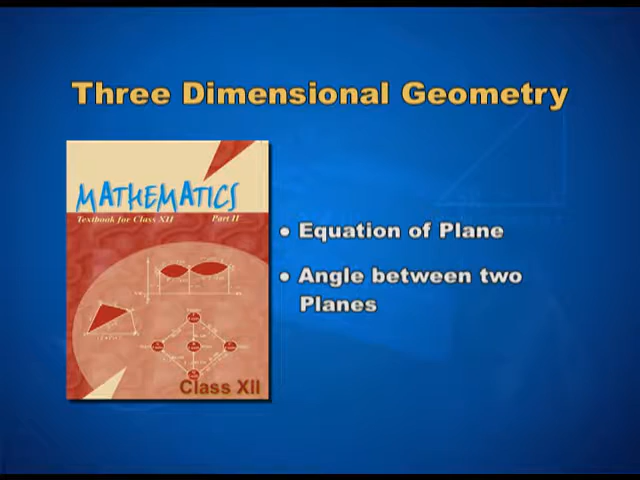 Three Dimensional Geometry
MATHEMATICS
Textbook for Class XII Part II
• Equation of Plane
• Angle between two
Planes
Class XII